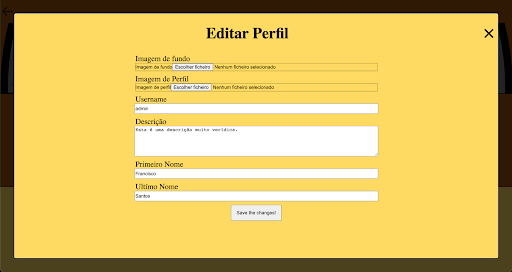 Editar Perfil
Imagem de fundo
Imagem de fundo Escolher ficheiro Nenhum ficheiro selecionado
Imagem de Perfil
Imagem de perfil Escolher ficheiro Nenhum ficheiro selecionado
Username
admin
Descrição
Esta é uma descrição muito verídica.
Primeiro Nome
Francisco
Ultimo Nome
Santos
Save the changes!